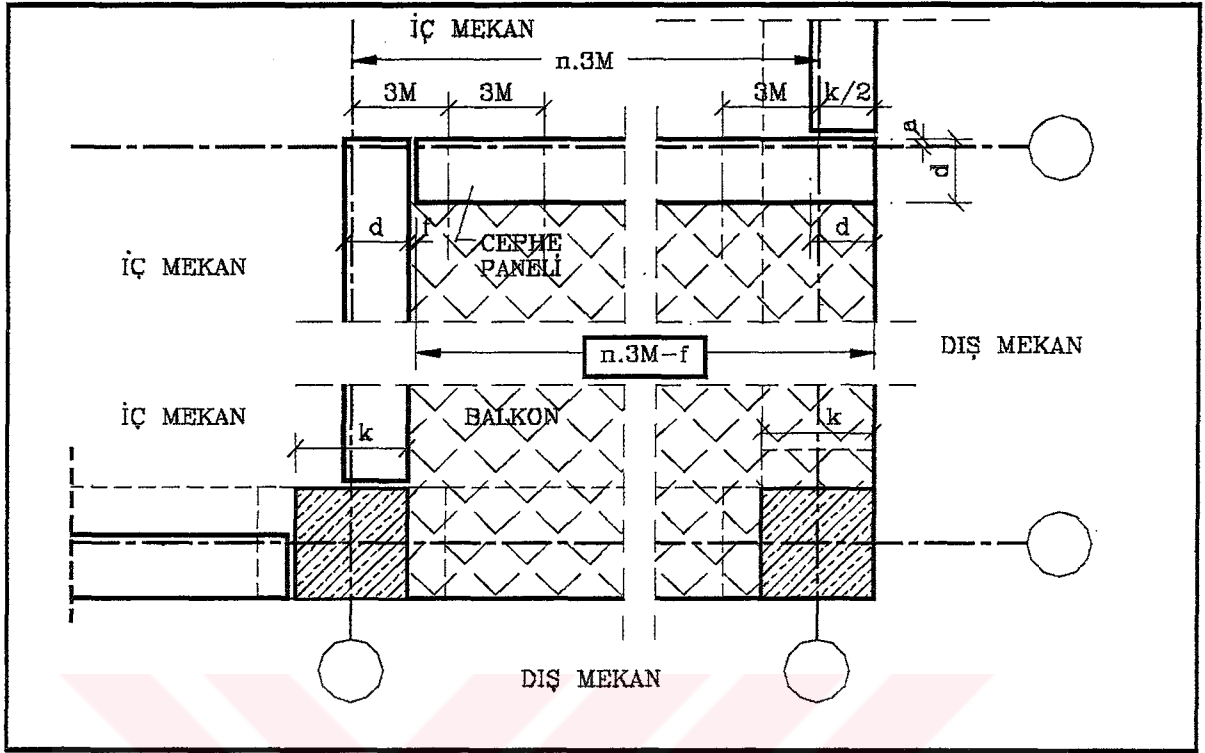 İÇ MEKAN
n.3M
3M 3M 3M k/2
a
d
d f d
CEPHE
PANELİ
İÇ MEKAN
n.3M-f
DIŞ MEKAN
İÇ MEKAN
BALKON
k k
DIŞ MEKAN